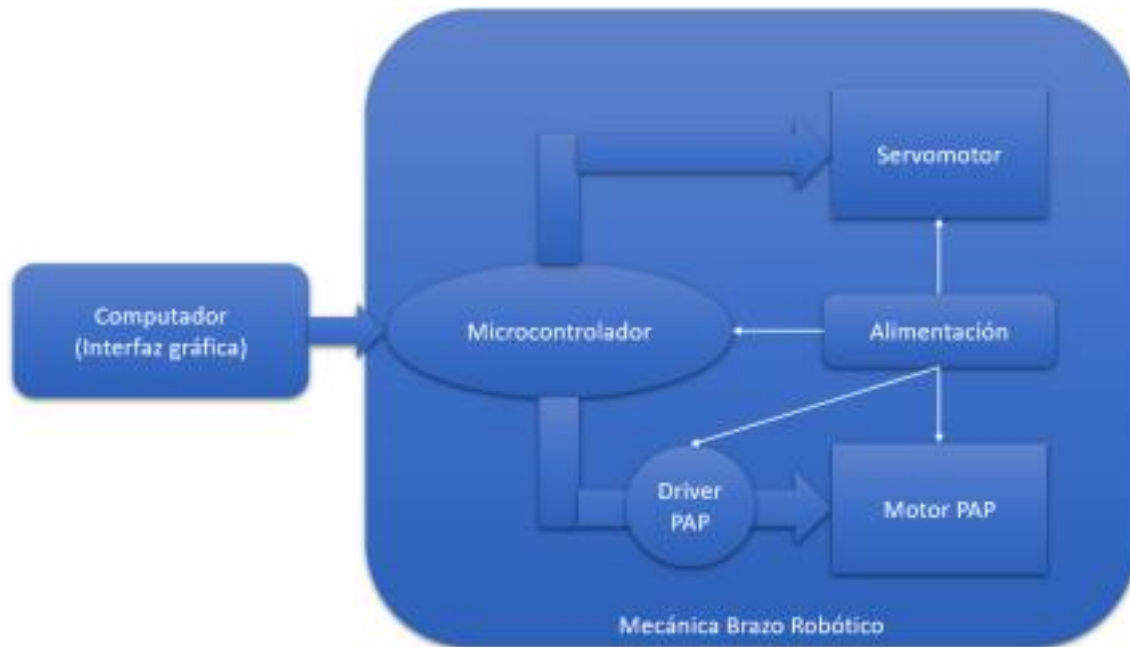 Servomotor
Computador
(Interfaz gráfica)
Microcontrolador
Alimentación
Driver
PAP
Motor PAP
Mecánica Brazo Robótico